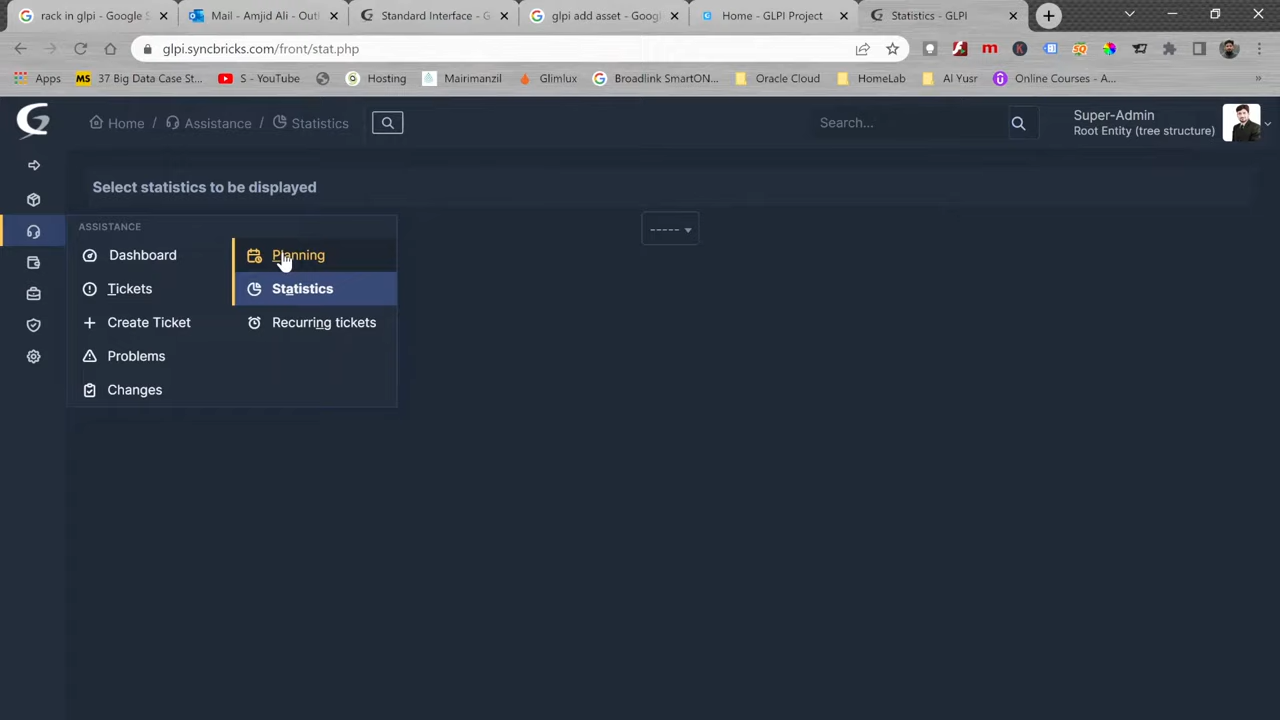 rack in glpi - Google S
Mail - Amjid Ali - Outl
Standard Interface - G
glpi add asset - Goog
Home - GLPI Project
Statistics - GLPI
glpi.syncbricks.com/front/stat.php
Apps
37 Big Data Case St...
S - YouTube
Hosting
Mairimanzil
Glimlux
Broadlink SmartON...
Oracle Cloud
HomeLab
Al Yusr
Online Courses - A...
»
Home / Assistance / Statistics
Search...
Super-Admin
Root Entity (tree structure)
Select statistics to be displayed
-----
ASSISTANCE
Dashboard
Planning
Tickets
Statistics
Create Ticket
Recurring tickets
Problems
Changes